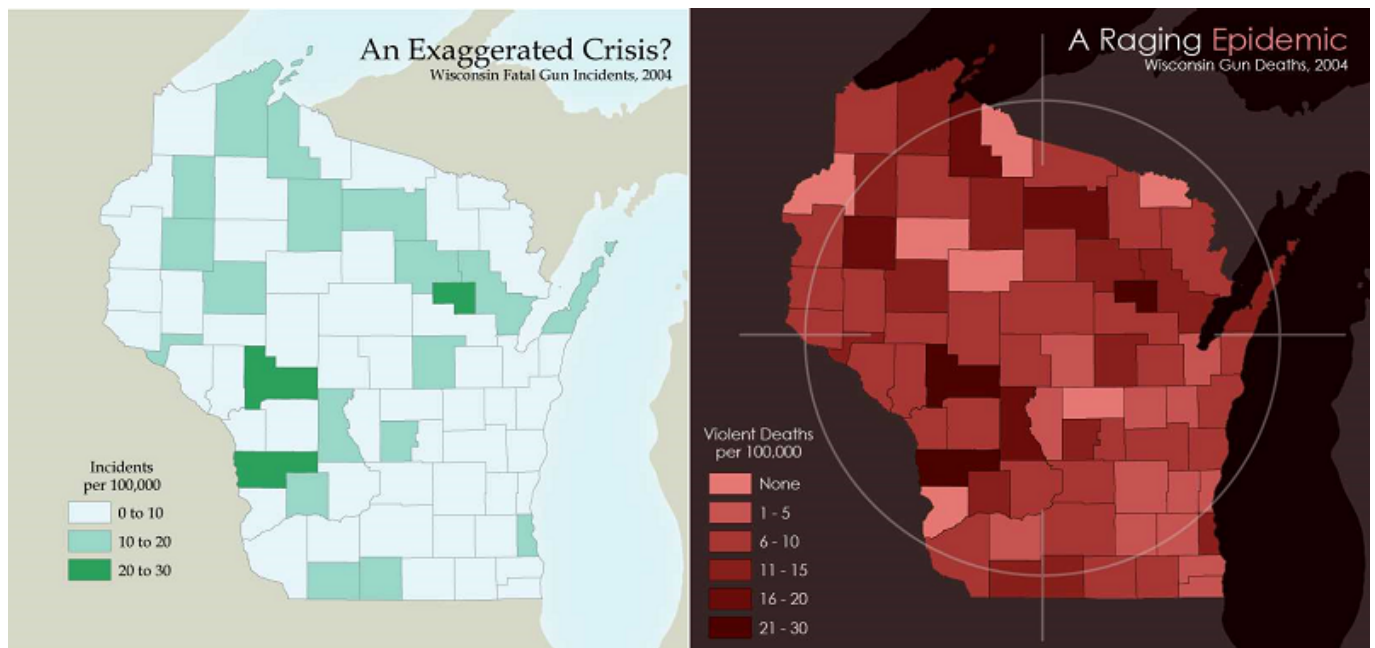 An Exaggerated Crisis?
Wisconsin Fatal Gun Incidents, 2004
Incidents
per 100,000
0 to 10
10 to 20
20 to 30
A Raging Epidemic
Wisconsin Gun Deaths, 2004
Violent Deaths
per 100,000
None
1 - 5
6 - 10
11 - 15
16 - 20
21 - 30